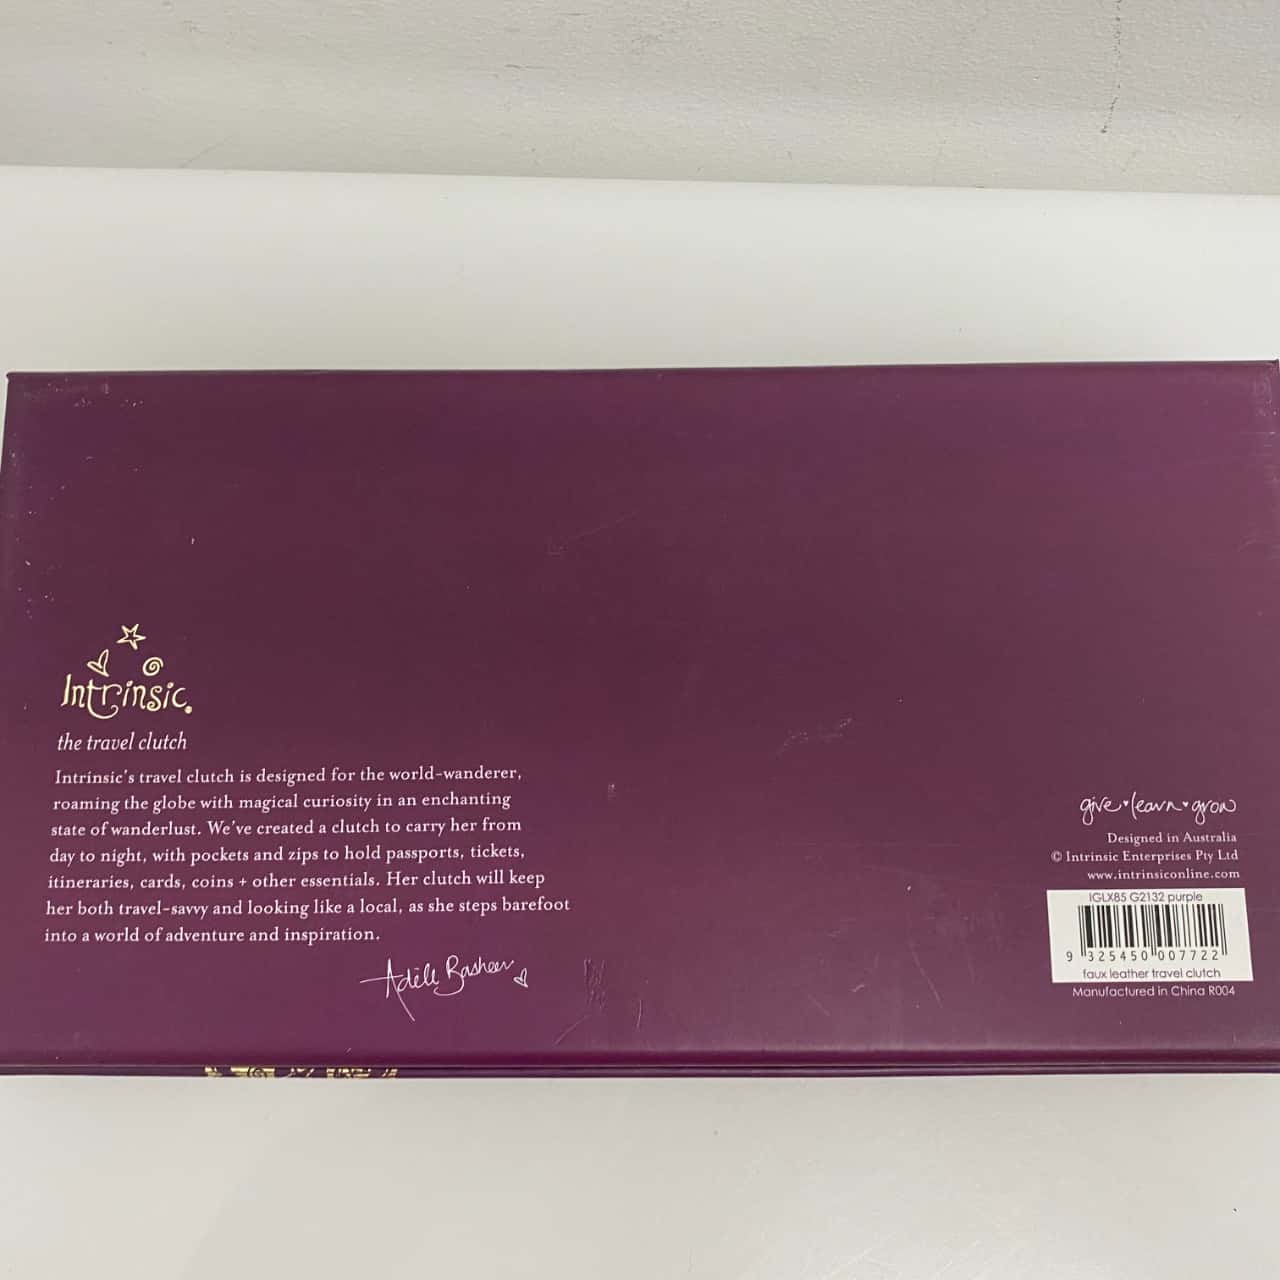 Intrinsic.
the travel clutch
Intrinsic's travel clutch is designed for the world-wanderer,
roaming the globe with magical curiosity in an enchanting
state of wanderlust. We've created a clutch to carry her from
day to night, with pockets and zips to hold passports, tickets,
itineraries, cards, coins + other essentials. Her clutch will keep
her both travel-savvy and looking like a local, as she steps barefoot
into a world of adventure and inspiration.
Adèle Basheer
give♥learn♥grow
Designed in Australia
© Intrinsic Enterprises Pty Ltd
www.intrinsiconline.com
IGLX85 G2132 purple
9 325450 007722
faux leather travel clutch
Manufactured in China R004